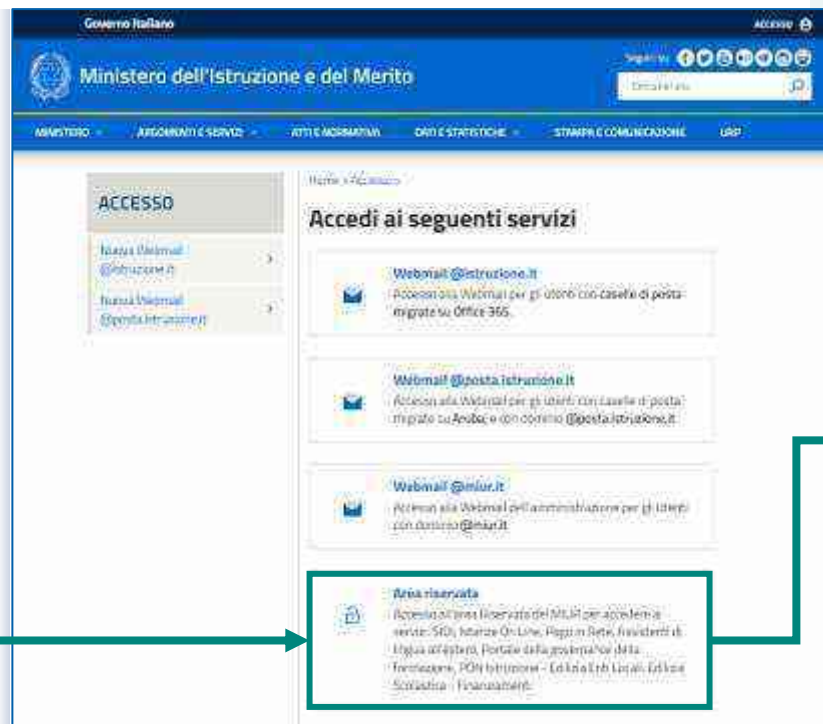 Governo Italiano
ACCESSO
Ministero dell'Istruzione e del Merito
Seguici su
Cerca nel sito
MINISTERO
ARGOMENTI E SERVIZI
ATTI E NORMATIVA
DATI E STATISTICHE
STAMPA E COMUNICAZIONE
URP
Home » Accesso
ACCESSO
Nuova Webmail
@istruzione.it
Nuova Webmail
@posta.istruzione.it
Accedi ai seguenti servizi
Webmail @istruzione.it
Accesso alla Webmail per gli utenti con caselle di posta
migrate su Office 365.
Webmail @posta.istruzione.it
Accesso alla Webmail per gli utenti con caselle di posta
migrate su Aruba, e con dominio @posta.istruzione.it
Webmail @miur.it
Accesso alla Webmail dell'amministrazione per gli utenti
con dominio @miur.it
Area riservata
Accesso all'area riservata del MIUR per accedere ai
servizi: SIDI, Istanze On Line, Pago in Rete, Assistenti di
lingua all'estero, Portale della governance della
formazione, PON Istruzione - Edilizia Enti Locali, Edilizia
Scolastica - Finanziamenti